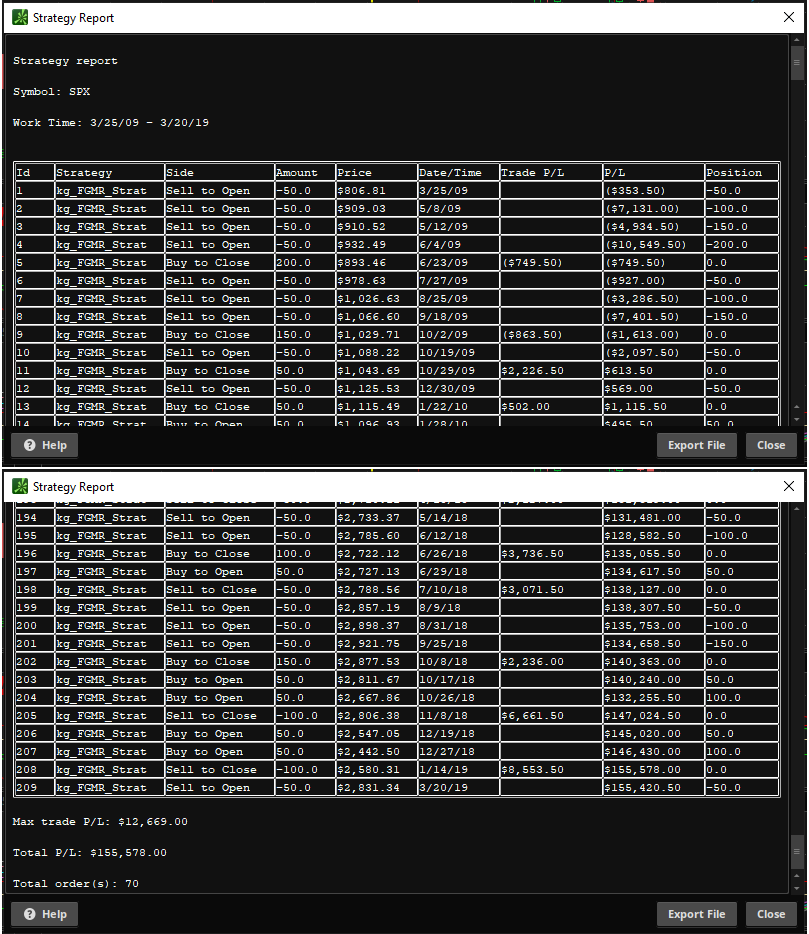 Strategy Report
Strategy report
Symbol: SPX
Work Time: 3/25/09 - 3/20/19
Id Strategy Side Amount Price Date/Time Trade P/L P/L Position
1 kg_FGMR_Strat Sell to Open -50.0 $806.81 3/25/09 ($353.50) -50.0
2 kg_FGMR_Strat Sell to Open -50.0 $909.03 5/8/09 ($7,131.00) -100.0
3 kg_FGMR_Strat Sell to Open -50.0 $910.52 5/12/09 ($4,934.50) -150.0
4 kg_FGMR_Strat Sell to Open -50.0 $932.49 6/4/09 ($10,549.50) -200.0
5 kg_FGMR_Strat Buy to Close 200.0 $893.46 6/23/09 ($749.50) ($749.50) 0.0
6 kg_FGMR_Strat Sell to Open -50.0 $978.63 7/27/09 ($927.00) -50.0
7 kg_FGMR_Strat Sell to Open -50.0 $1,026.63 8/25/09 ($3,286.50) -100.0
8 kg_FGMR_Strat Sell to Open -50.0 $1,066.60 9/18/09 ($7,401.50) -150.0
9 kg_FGMR_Strat Buy to Close 150.0 $1,029.71 10/2/09 ($863.50) ($1,613.00) 0.0
10 kg_FGMR_Strat Sell to Open -50.0 $1,088.22 10/19/09 ($2,097.50) -50.0
11 kg_FGMR_Strat Buy to Close 50.0 $1,043.69 10/29/09 $2,226.50 $613.50 0.0
12 kg_FGMR_Strat Sell to Open -50.0 $1,125.53 12/30/09 $569.00 -50.0
13 kg_FGMR_Strat Buy to Close 50.0 $1,115.49 1/22/10 $502.00 $1,115.50 0.0
14 kg_FGMR_Strat Buy to Open 50.0 $1,096.93 1/28/10 $495.50 50.0
Help Export File Close
Strategy Report
194 kg_FGMR_Strat Sell to Open -50.0 $2,733.37 5/14/18 $131,481.00 -50.0
195 kg_FGMR_Strat Sell to Open -50.0 $2,785.60 6/12/18 $128,582.50 -100.0
196 kg_FGMR_Strat Buy to Close 100.0 $2,722.12 6/26/18 $3,736.50 $135,055.50 0.0
197 kg_FGMR_Strat Buy to Open 50.0 $2,727.13 6/29/18 $134,617.50 50.0
198 kg_FGMR_Strat Sell to Close -50.0 $2,788.56 7/10/18 $3,071.50 $138,127.00 0.0
199 kg_FGMR_Strat Sell to Open -50.0 $2,857.19 8/9/18 $138,307.50 -50.0
200 kg_FGMR_Strat Sell to Open -50.0 $2,898.37 8/31/18 $135,753.00 -100.0
201 kg_FGMR_Strat Sell to Open -50.0 $2,921.75 9/25/18 $134,658.50 -150.0
202 kg_FGMR_Strat Buy to Close 150.0 $2,877.53 10/8/18 $2,236.00 $140,363.00 0.0
203 kg_FGMR_Strat Buy to Open 50.0 $2,811.67 10/17/18 $140,240.00 50.0
204 kg_FGMR_Strat Buy to Open 50.0 $2,667.86 10/26/18 $132,255.50 100.0
205 kg_FGMR_Strat Sell to Close -100.0 $2,806.38 11/8/18 $6,661.50 $147,024.50 0.0
206 kg_FGMR_Strat Buy to Open 50.0 $2,547.05 12/19/18 $145,020.00 50.0
207 kg_FGMR_Strat Buy to Open 50.0 $2,442.50 12/27/18 $146,430.00 100.0
208 kg_FGMR_Strat Sell to Close -100.0 $2,580.31 1/14/19 $8,553.50 $155,578.00 0.0
209 kg_FGMR_Strat Sell to Open -50.0 $2,831.34 3/20/19 $155,420.50 -50.0
Max trade P/L: $12,669.00
Total P/L: $155,578.00
Total order(s): 70
Help Export File Close